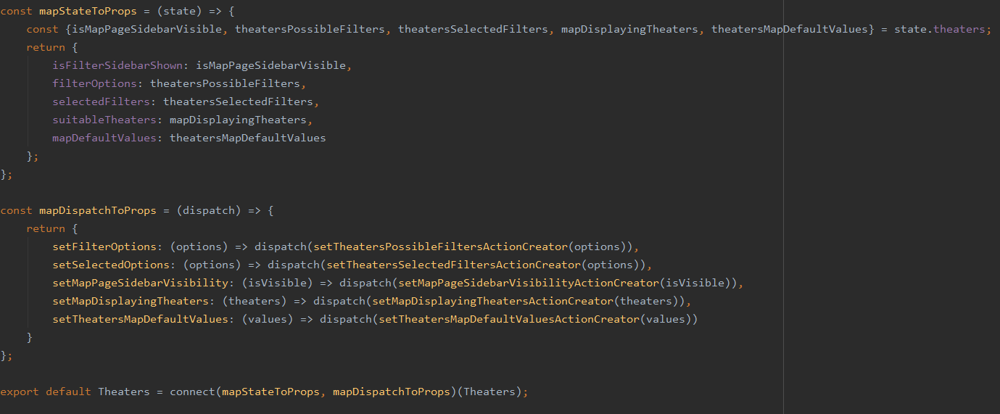 const mapStateToProps = (state) => {
    const {isMapPageSidebarVisible, theatersPossibleFilters, theatersSelectedFilters, mapDisplayingTheaters, theatersMapDefaultValues} = state.theaters;
    return {
        isFilterSidebarShown: isMapPageSidebarVisible,
        filterOptions: theatersPossibleFilters,
        selectedFilters: theatersSelectedFilters,
        suitableTheaters: mapDisplayingTheaters,
        mapDefaultValues: theatersMapDefaultValues
    };
};
const mapDispatchToProps = (dispatch) => {
    return {
        setFilterOptions: (options) => dispatch(setTheatersPossibleFiltersActionCreator(options)),
        setSelectedOptions: (options) => dispatch(setTheatersSelectedFiltersActionCreator(options)),
        setMapPageSidebarVisibility: (isVisible) => dispatch(setMapPageSidebarVisibilityActionCreator(isVisible)),
        setMapDisplayingTheaters: (theaters) => dispatch(setMapDisplayingTheatersActionCreator(theaters)),
        setTheatersMapDefaultValues: (values) => dispatch(setTheatersMapDefaultValuesActionCreator(values))
    }
};
export default Theaters = connect(mapStateToProps, mapDispatchToProps)(Theaters);